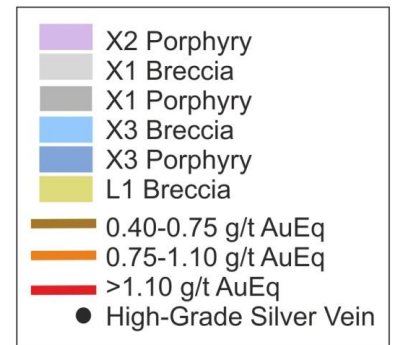 X2 Porphyry
X1 Breccia
X1 Porphyry
X3 Breccia
X3 Porphyry
L1 Breccia
0.40-0.75 g/t AuEq
0.75-1.10 g/t AuEq
>1.10 g/t AuEq
High-Grade Silver Vein